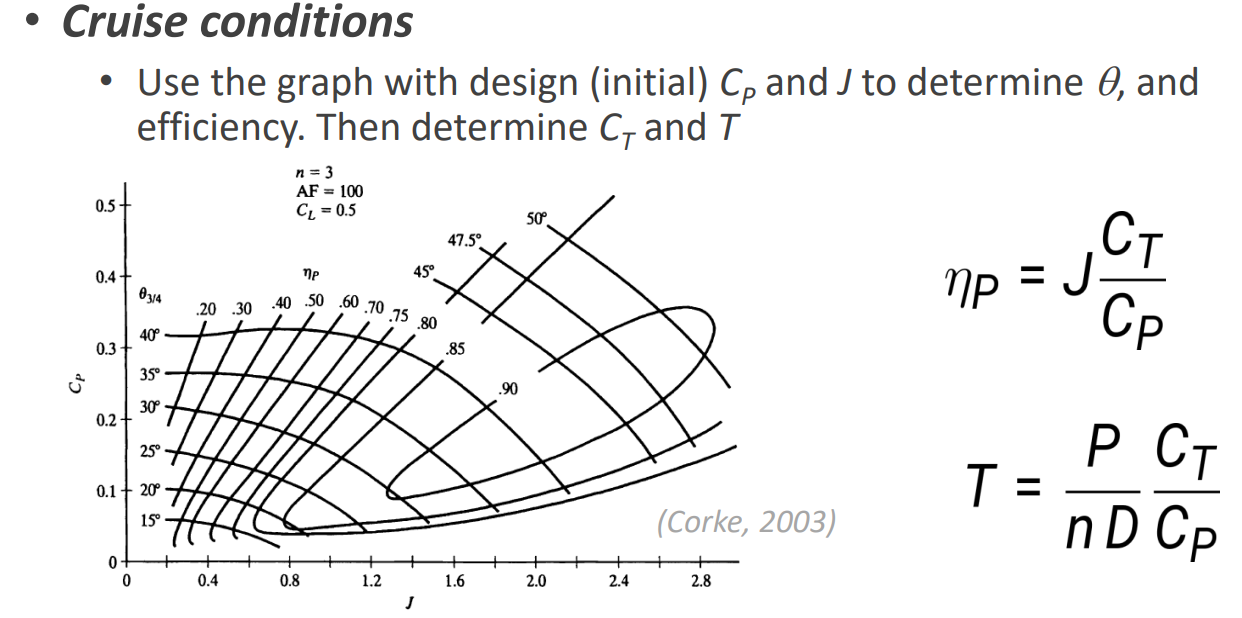 • Cruise conditions
• Use the graph with design (initial) C_P and J to determine θ, and
efficiency. Then determine C_T and T
n = 3
AF = 100
C_L = 0.5
0.5
0.4
0.3
0.2
0.1
0
C_P
θ_3/4
40°
35°
30°
25°
20°
15°
η_P
.20 .30 .40 .50 .60 .70 .75 .80
.85
.90
45°
47.5°
50°
0 0.4 0.8 1.2 1.6 2.0 2.4 2.8
J
(Corke, 2003)
η_P = J C_T / C_P
T = P / n D C_T / C_P